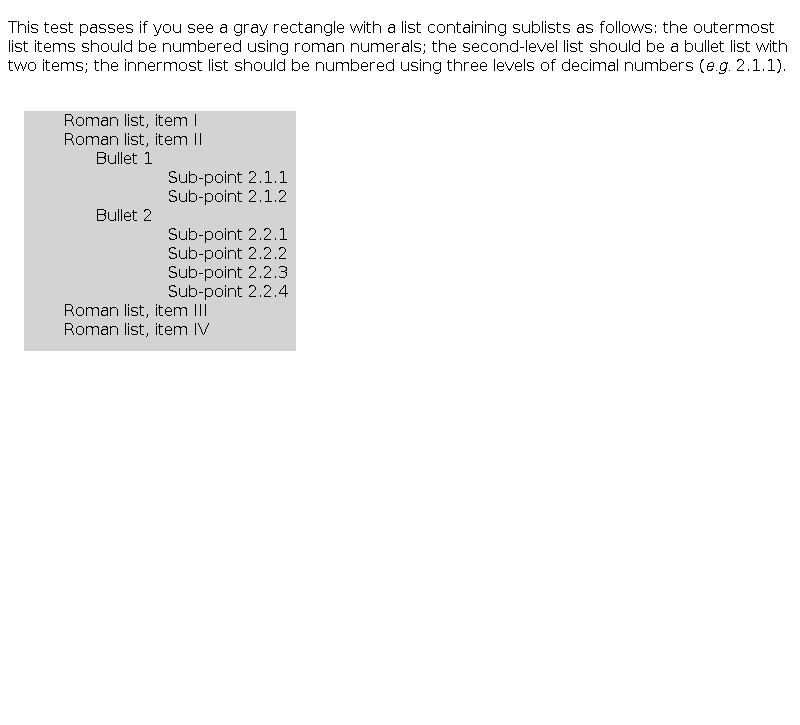 This test passes if you see a gray rectangle with a list containing sublists as follows: the outermost
list items should be numbered using roman numerals; the second-level list should be a bullet list with
two items; the innermost list should be numbered using three levels of decimal numbers (e.g. 2.1.1).
Roman list, item I
Roman list, item II
Bullet 1
Sub-point 2.1.1
Sub-point 2.1.2
Bullet 2
Sub-point 2.2.1
Sub-point 2.2.2
Sub-point 2.2.3
Sub-point 2.2.4
Roman list, item III
Roman list, item IV